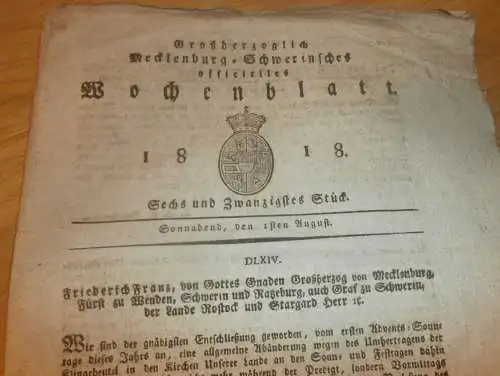 Großherzoglich
Mecklenburg-Schwerinsches
officielles
Wochenblatt.
1818.
Sechs und Zwanzigstes Stück.
Sonnabend, den 1sten August.
DLXIV.
Friederich Franz, von Gottes Gnaden Großherzog von Mecklenburg,
Fürst zu Wenden, Schwerin und Ratzeburg, auch Graf zu Schwerin,
der Lande Rostock und Stargard Herr ꝛc.
Wir sind der gnädigsten Entschließung geworden, vom ersten Advents-Sonn-
tage dieses Jahrs an, eine allgemeine Abänderung wegen des Umhertragens der
Klingebeutel in den Kirchen Unserer Lande an den Sonn- und Festtagen dahin
mehr während der Predigt, sondern Vormittags